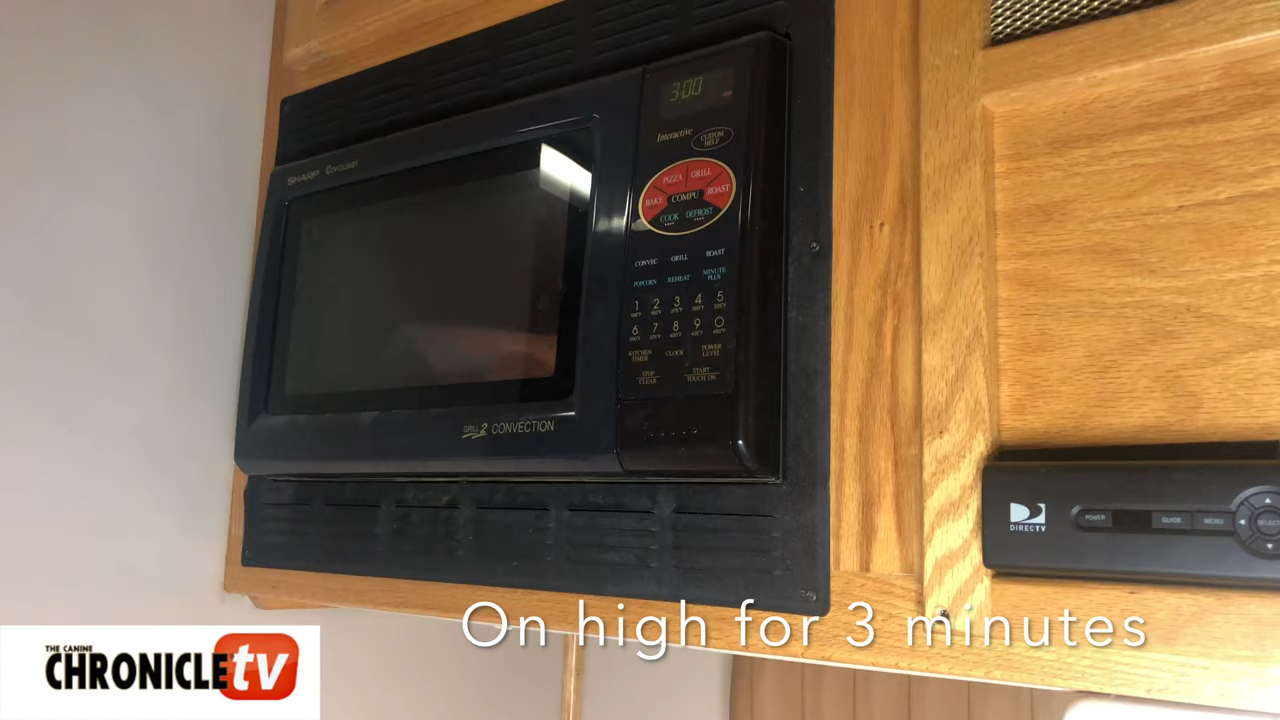 3:00
Interactive
CUSTOM
HELP
SHARP Carousel
PIZZA GRILL
BAKE COMPU ROAST
COOK DEFROST
CONVEC GRILL ROAST
POPCORN REHEAT MINUTE
PLUS
1 2 3 4 5
6 7 8 9 0
KITCHEN
TIMER CLOCK POWER
LEVEL
STOP
CLEAR START
TOUCH ON
GRILL 2 CONVECTION
DIRECTV
POWER GUIDE MENU SELECT
On high for 3 minutes
THE CANINE
CHRONICLE tv